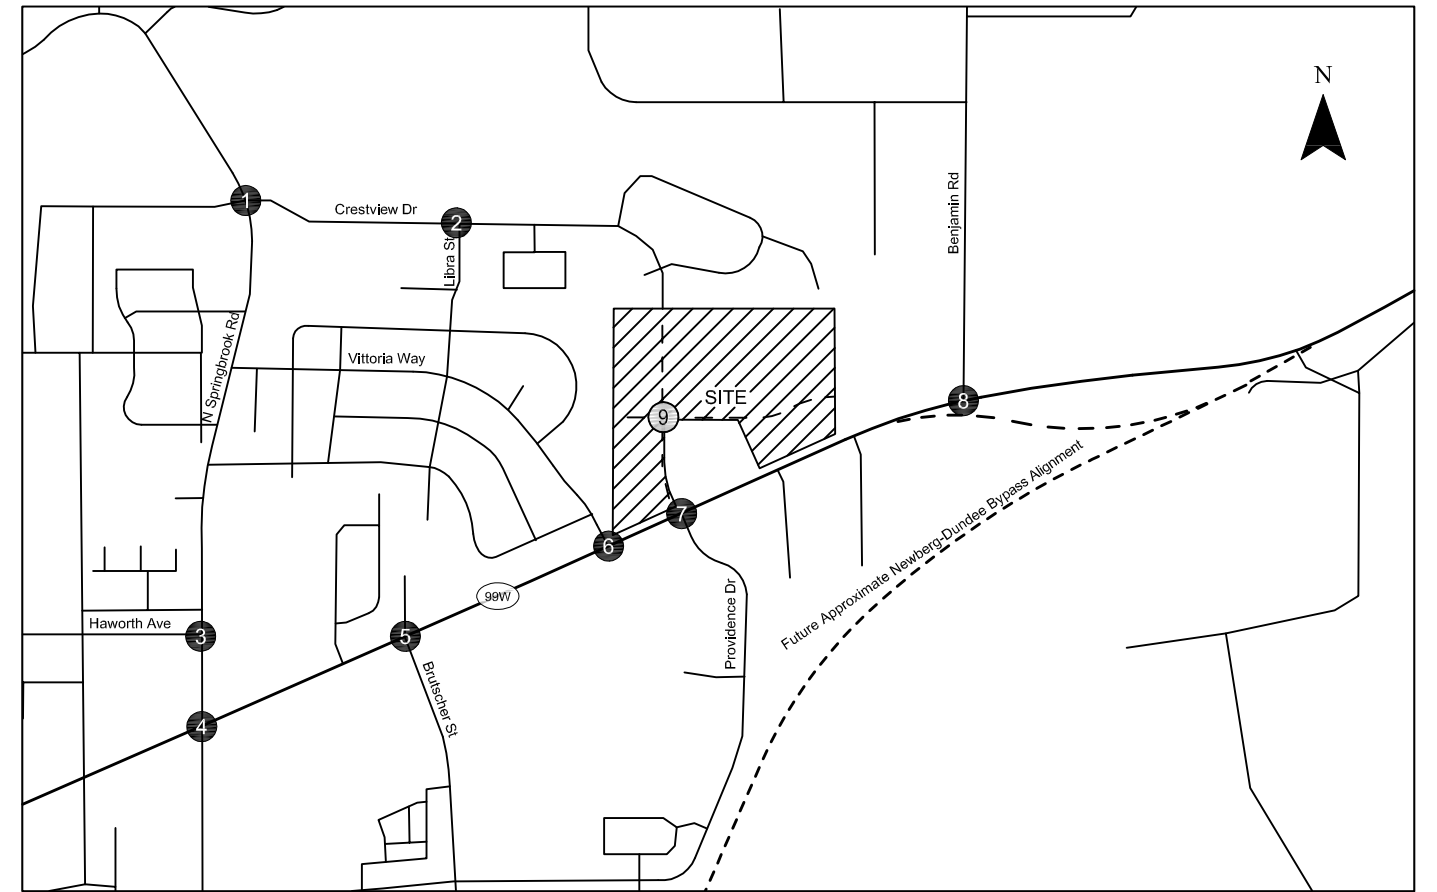 N
Benjamin Rd
1
Crestview Dr
2
Libra St
N Springbrook Rd
Vittoria Way
SITE
8
9
7
6
Future Approximate Newberg-Dundee Bypass Alignment
99W
Providence Dr
Haworth Ave
3
5
Brutscher St
4